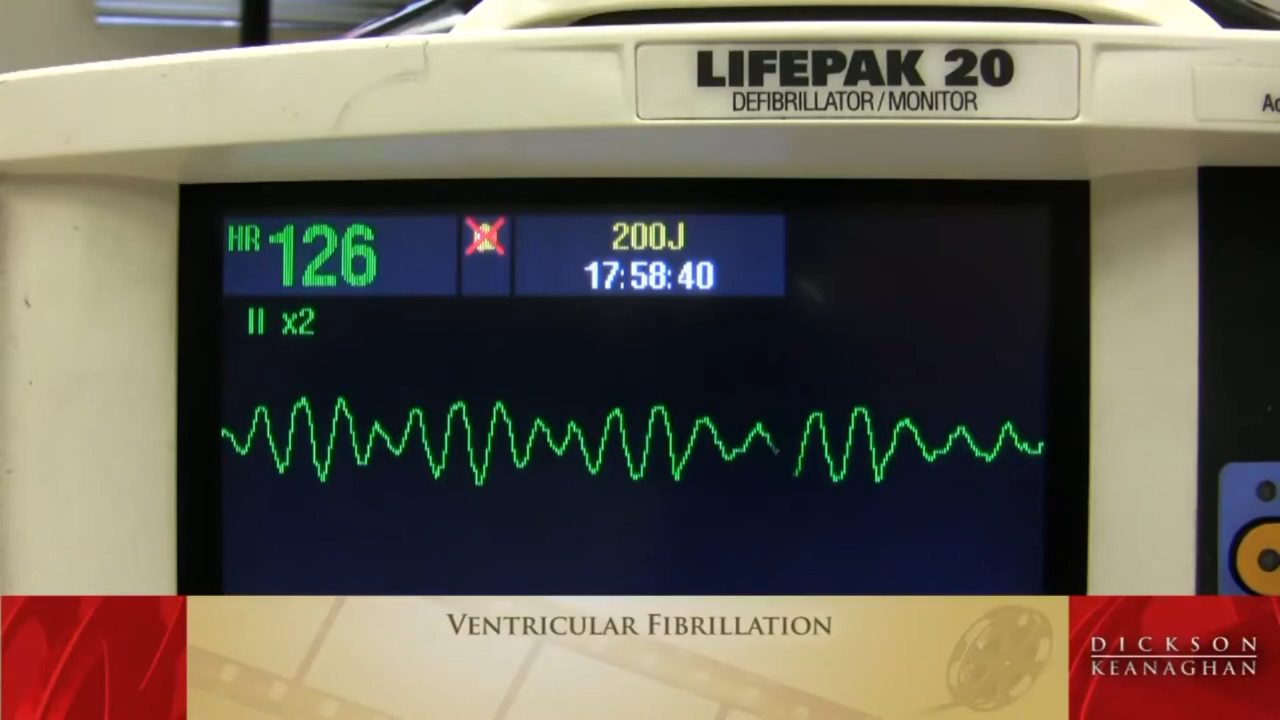 LIFEPAK 20
DEFIBRILLATOR/MONITOR
HR 126
200J
17:58:40
II x2
VENTRICULAR FIBRILLATION
DICKSON
KEANAGHAN